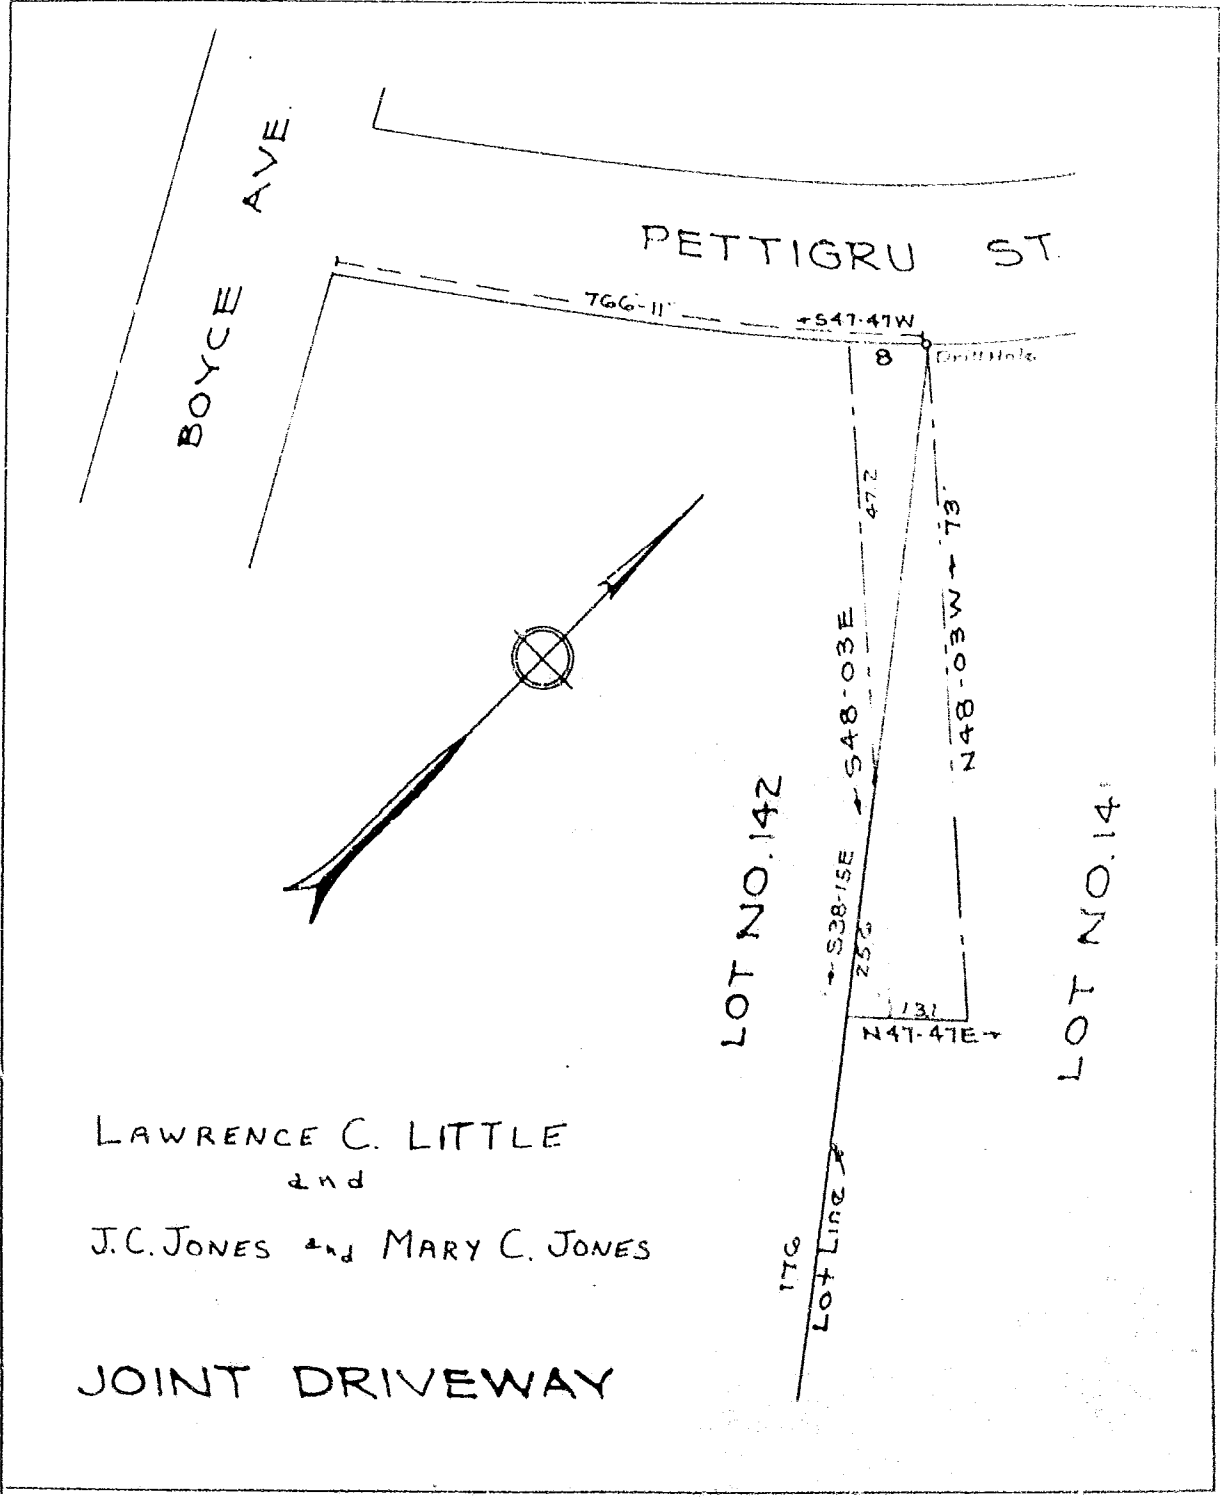 BOYCE AVE.
PETTIGRU ST.
766-11"
S47-47W
8
Drill Hole
47.2
S48-03E
N48-03W
73'
LOT NO. 142
S38-15E
25.6
13.1
N47-47E
LOT NO. 14
LAWRENCE C. LITTLE
and
J.C. JONES and MARY C. JONES
176
Lot Line
JOINT DRIVEWAY